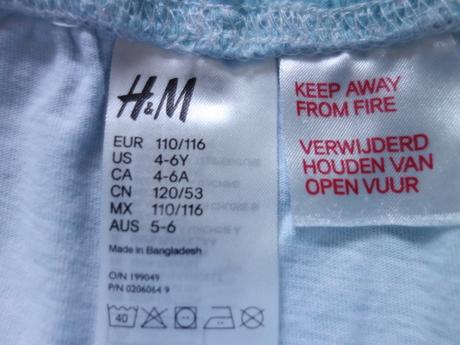 H&M
EUR 110/116
US 4-6Y
CA 4-6A
CN 120/53
MX 110/116
AUS 5-6
Made in Bangladesh
O/N 199049
P/N 0206064 9
40
KEEP AWAY
FROM FIRE
VERWIJDERD
HOUDEN VAN
OPEN VUUR